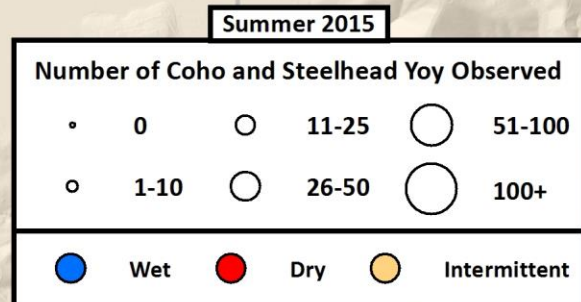 Summer 2015
Number of Coho and Steelhead Yoy Observed
0 11-25 51-100
1-10 26-50 100+
Wet Dry Intermittent